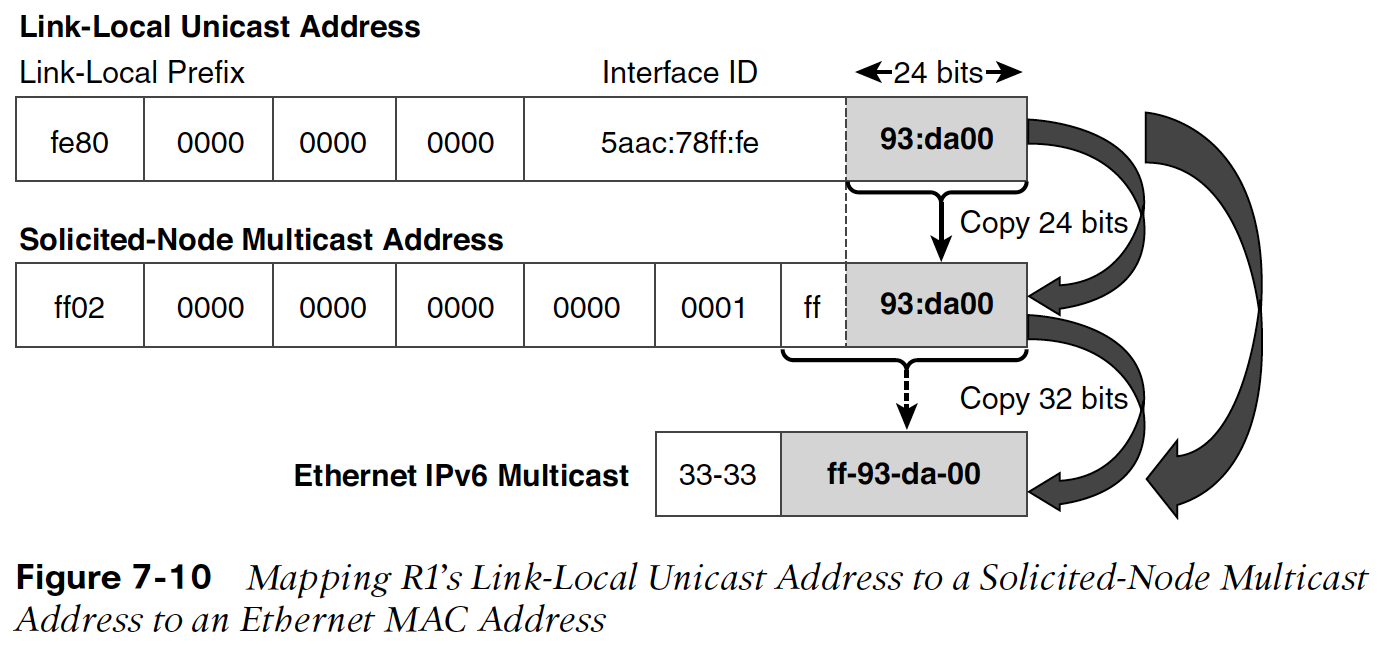 Link-Local Unicast Address
Link-Local Prefix Interface ID 24 bits
fe80 0000 0000 0000 5aac:78ff:fe 93:da00
Copy 24 bits
Solicited-Node Multicast Address
ff02 0000 0000 0000 0000 0001 ff 93:da00
Copy 32 bits
Ethernet IPv6 Multicast 33-33 ff-93-da-00
Figure 7-10 Mapping R1’s Link-Local Unicast Address to a Solicited-Node Multicast
Address to an Ethernet MAC Address